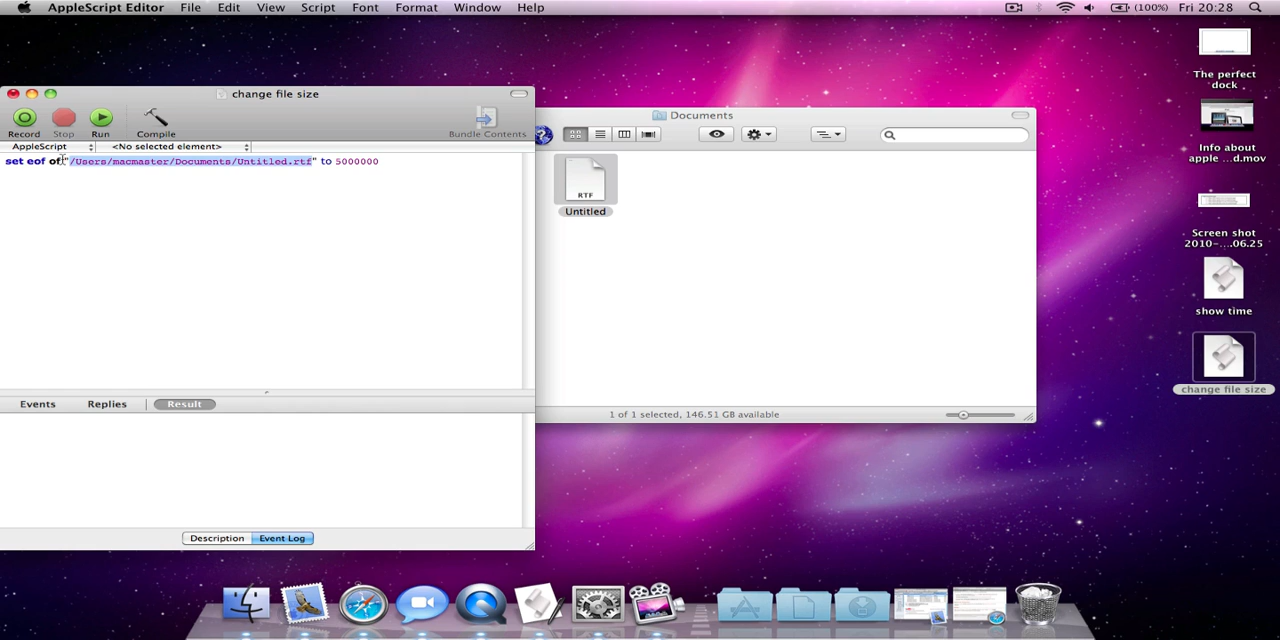 AppleScript Editor File Edit View Script Font Format Window Help (100%) Fri 20:28
change file size
Record Stop Run Compile Bundle Contents
AppleScript <No selected element>
set eof of "/Users/macmaster/Documents/Untitled.rtf" to 5000000
Events Replies Result
Description Event Log
Documents
RTF
Untitled
1 of 1 selected, 146.51 GB available
The perfect
dock
Info about
apple ...d.mov
Screen shot
2010-....06.25
show time
change file size